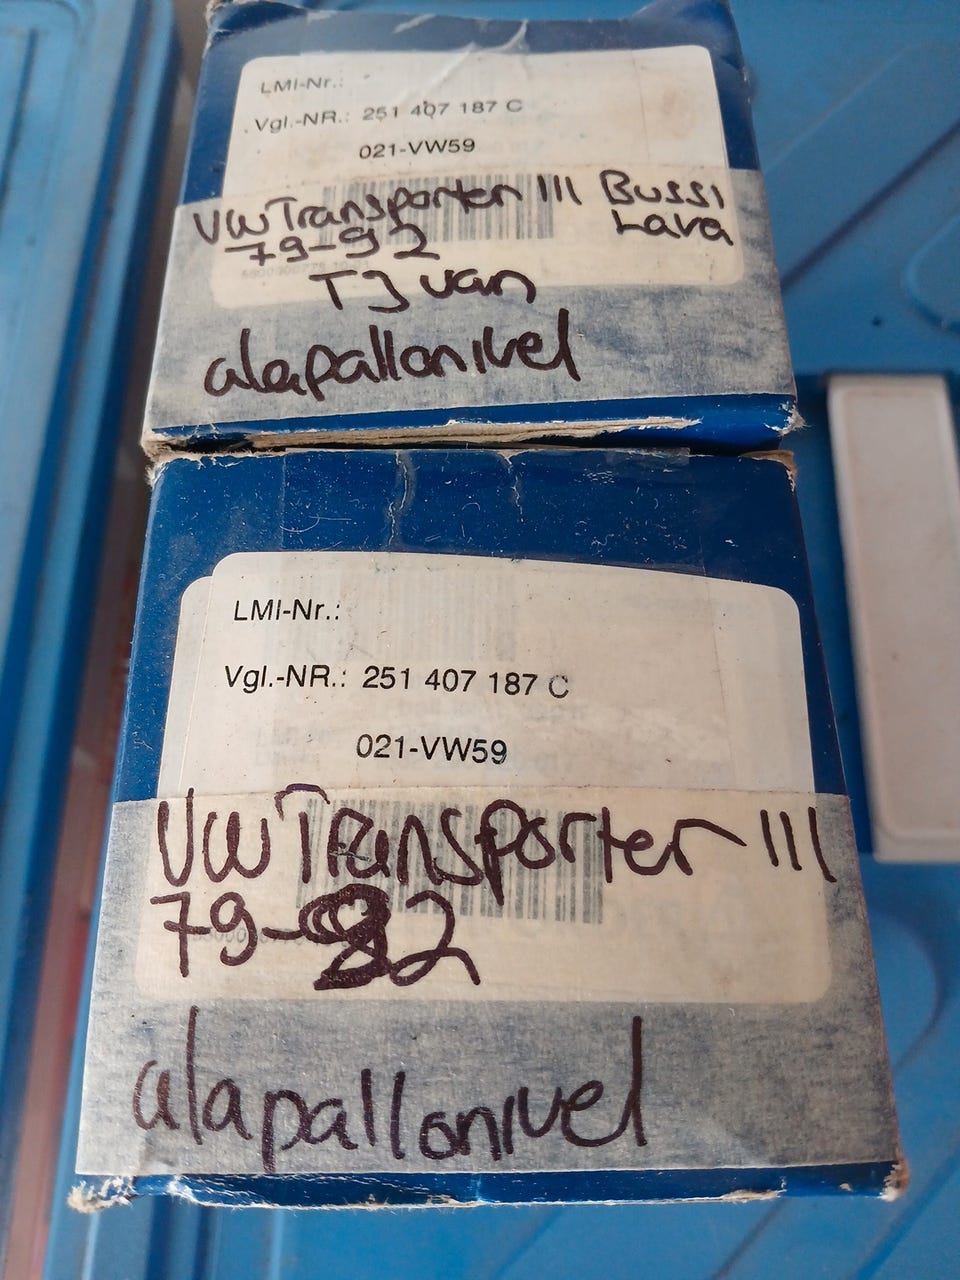 LMI-Nr.:
Vgl.-NR.: 251 407 187 C
021-VW59
VW Transporter III Bussi
79-92 Lava
TJ van
alapallonivel
LMI-Nr.:
Vgl.-NR.: 251 407 187 C
021-VW59
VW Transporter III
79-92
alapallonivel